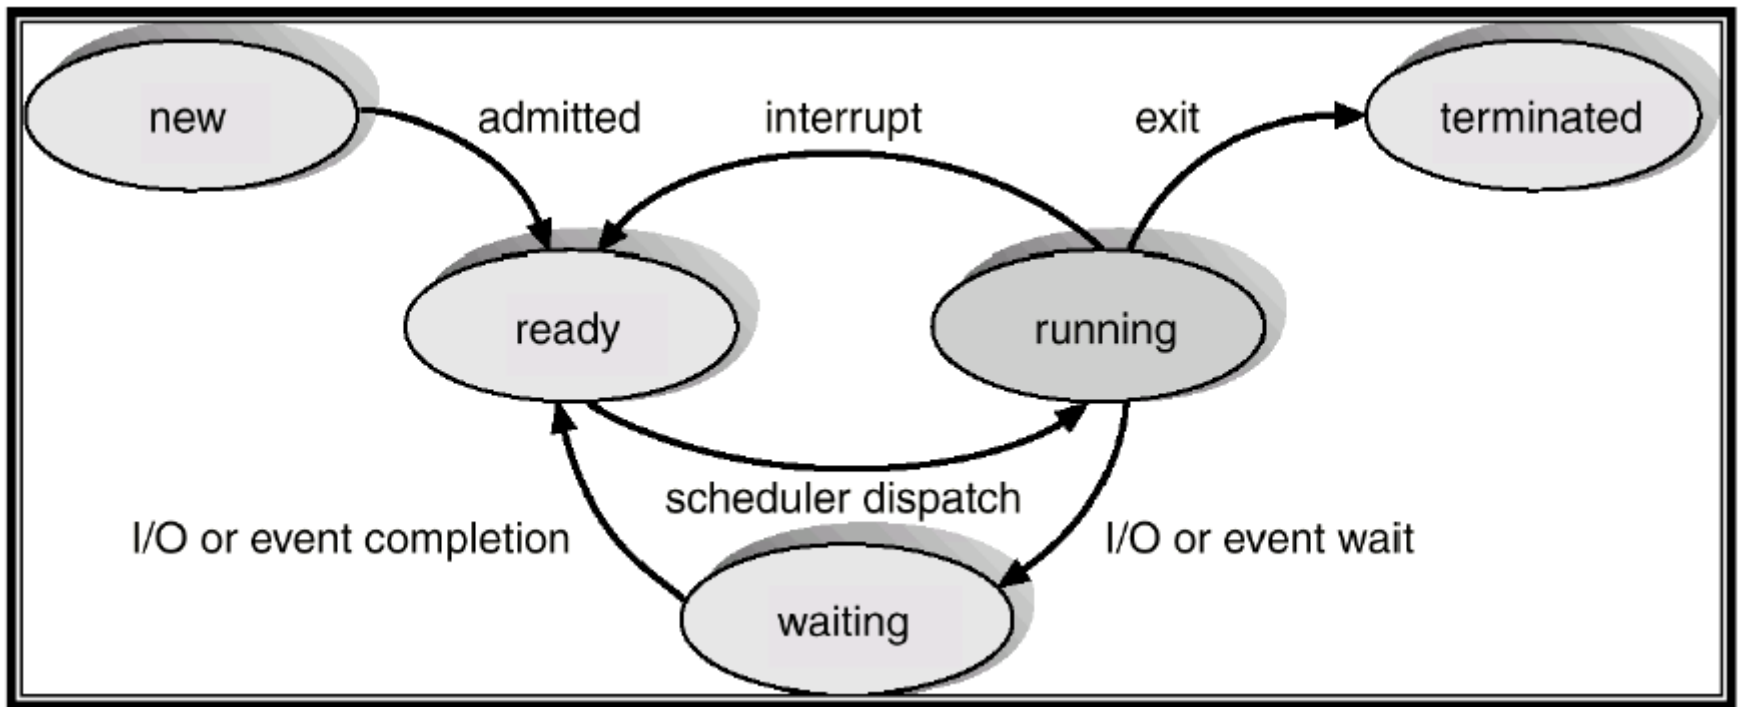 new
admitted
interrupt
exit
terminated
ready
running
scheduler dispatch
I/O or event completion
I/O or event wait
waiting